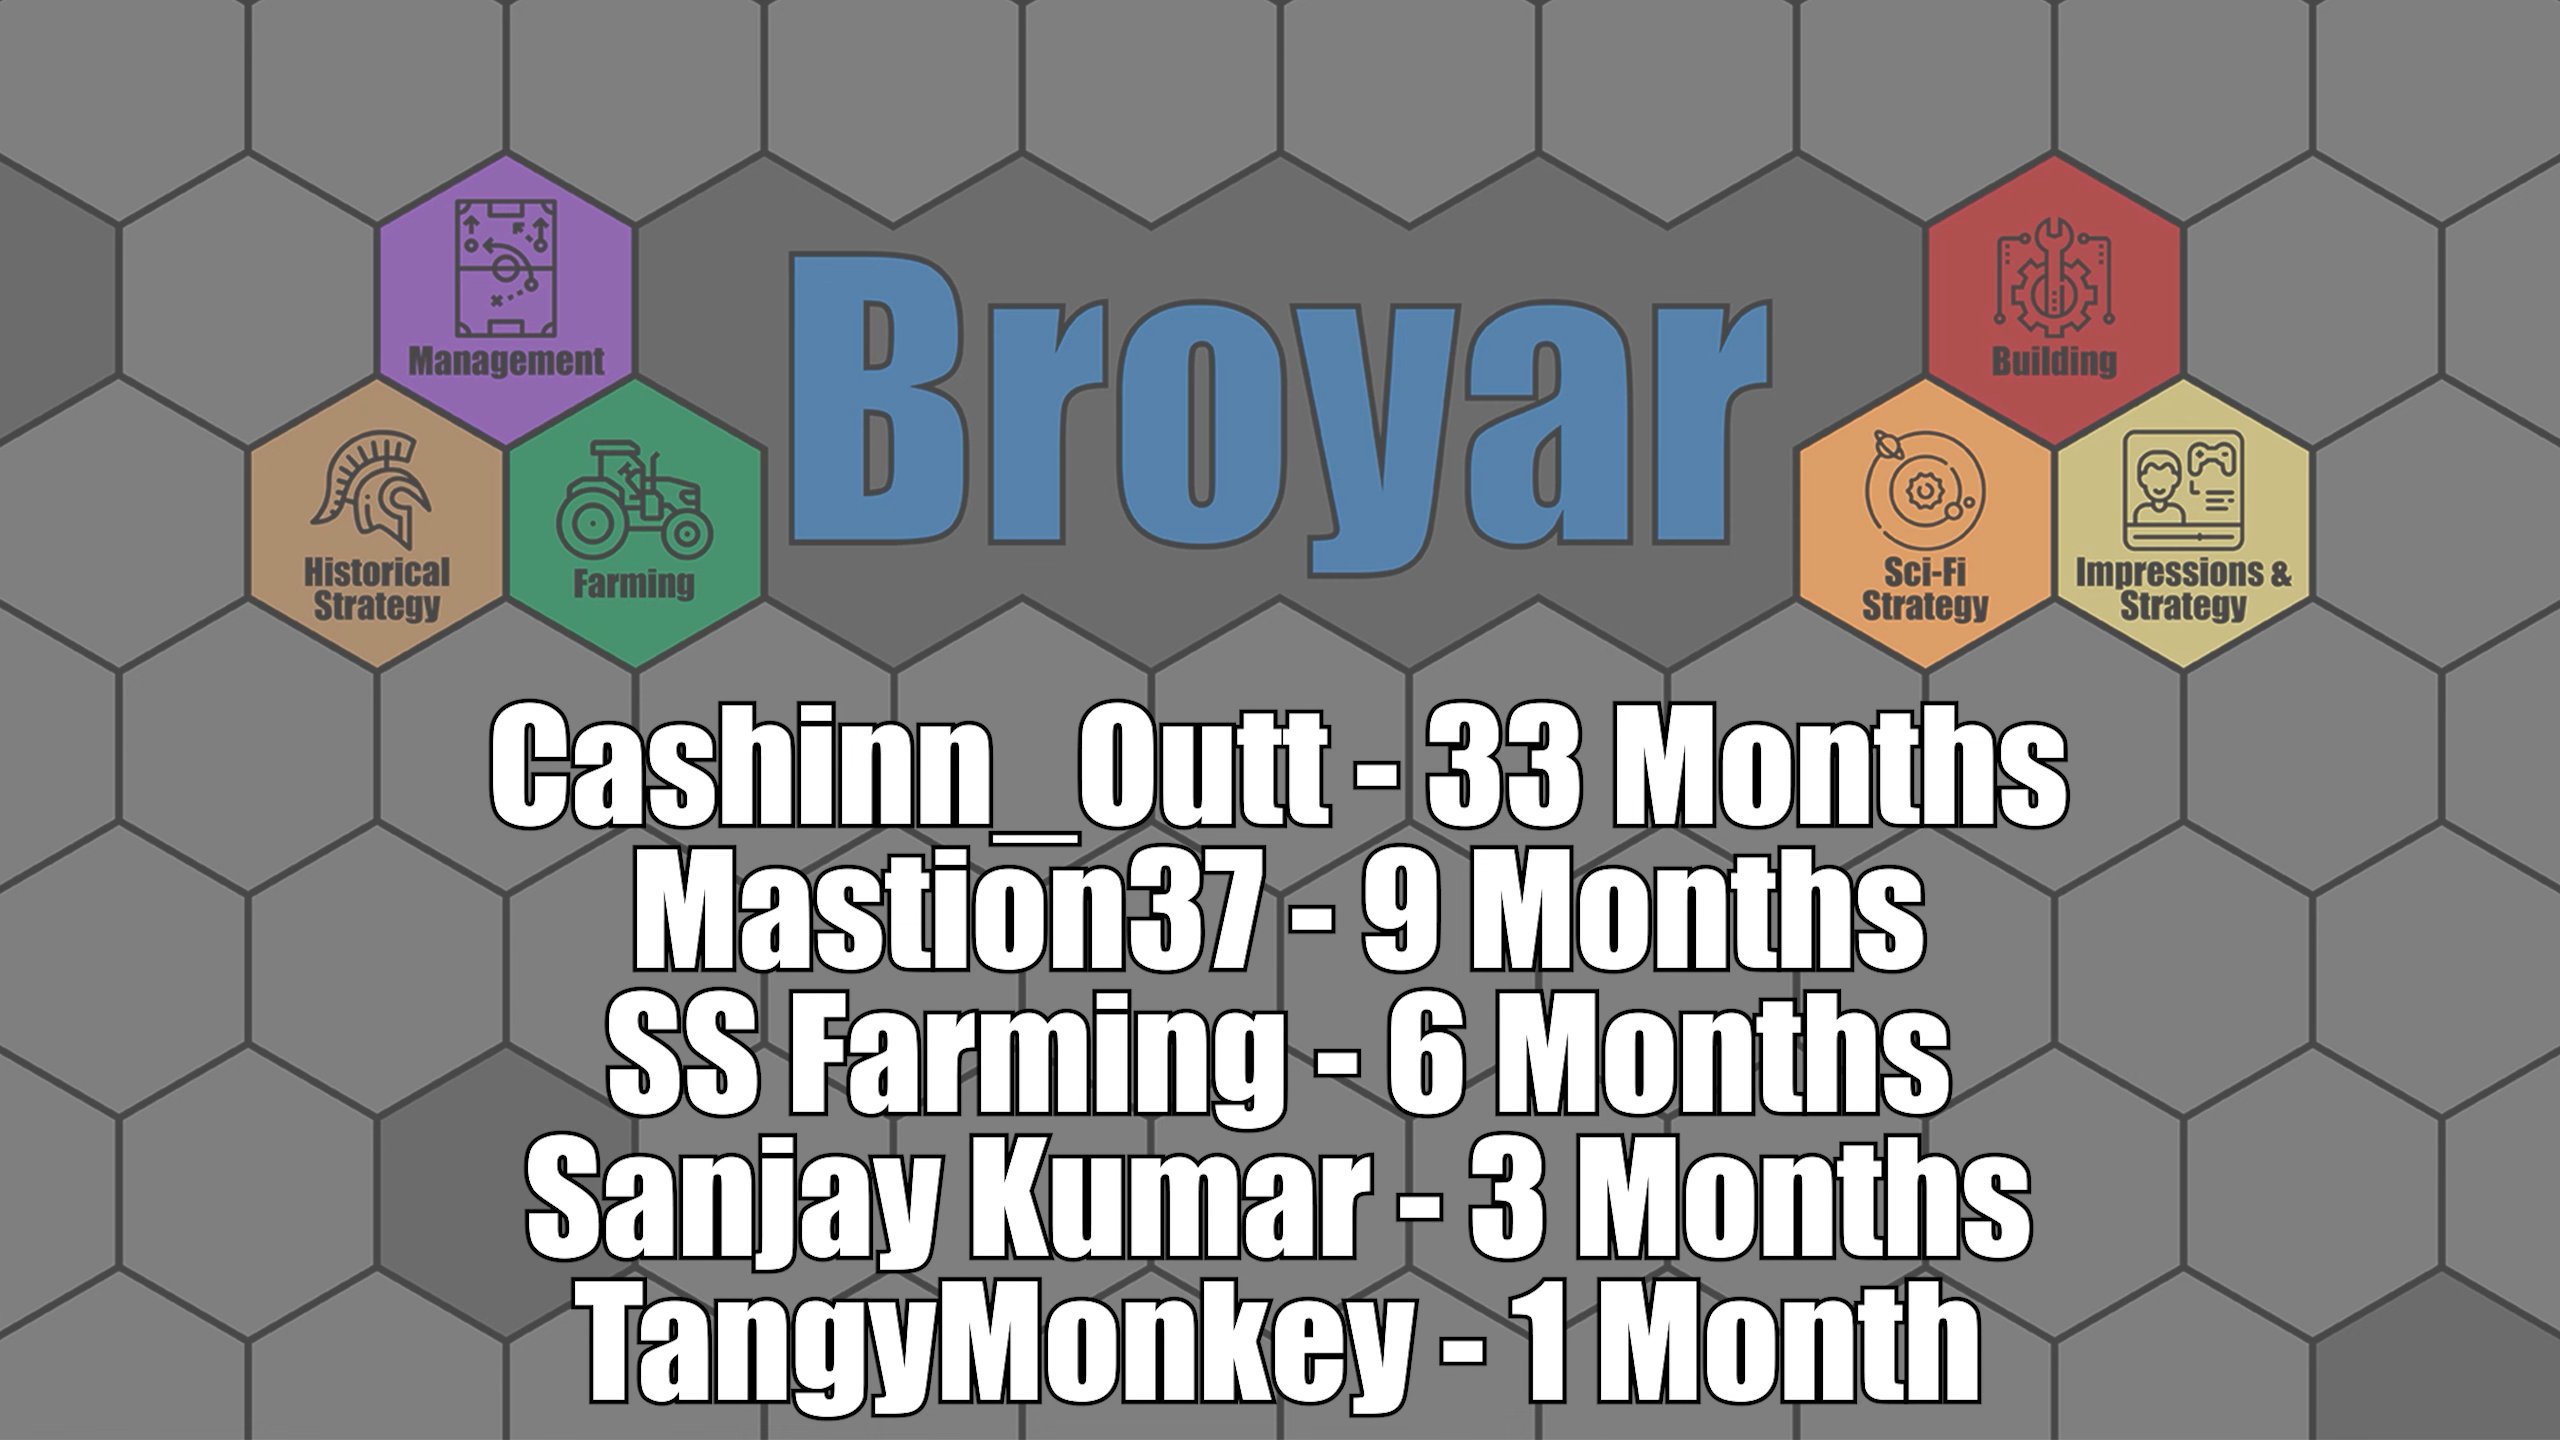 Management
Historical
Strategy
Farming
Broyar
Building
Sci-Fi
Strategy
Impressions &
Strategy
Cashinn_Outt - 33 Months
Mastion37 - 9 Months
SS Farming - 6 Months
Sanjay Kumar - 3 Months
TangyMonkey - 1 Month